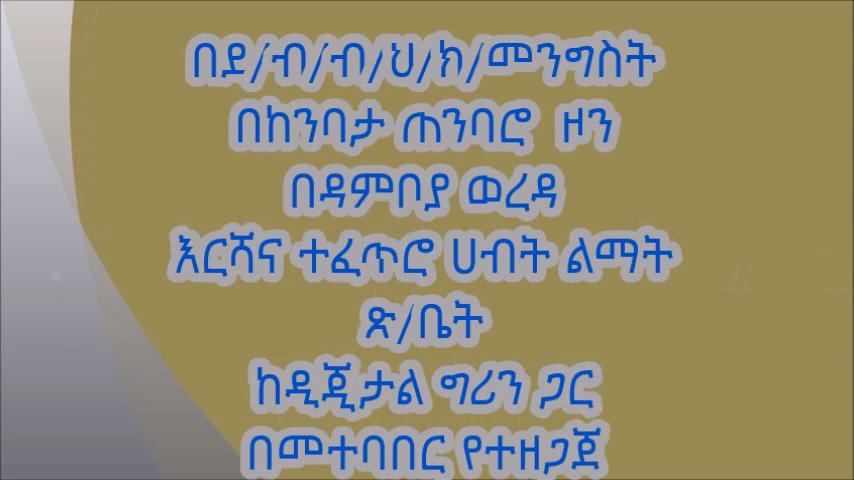 በደ/ብ/ብ/ህ/ክ/መንግስት
በከንባታ ጠንባሮ ዞን
በዳምቦያ ወረዳ
እርሻና ተፈጥሮ ሀብት ልማት
ጽ/ቤት
ከዲጂታል ግሪን ጋር
በመተባበር የተዘጋጀ